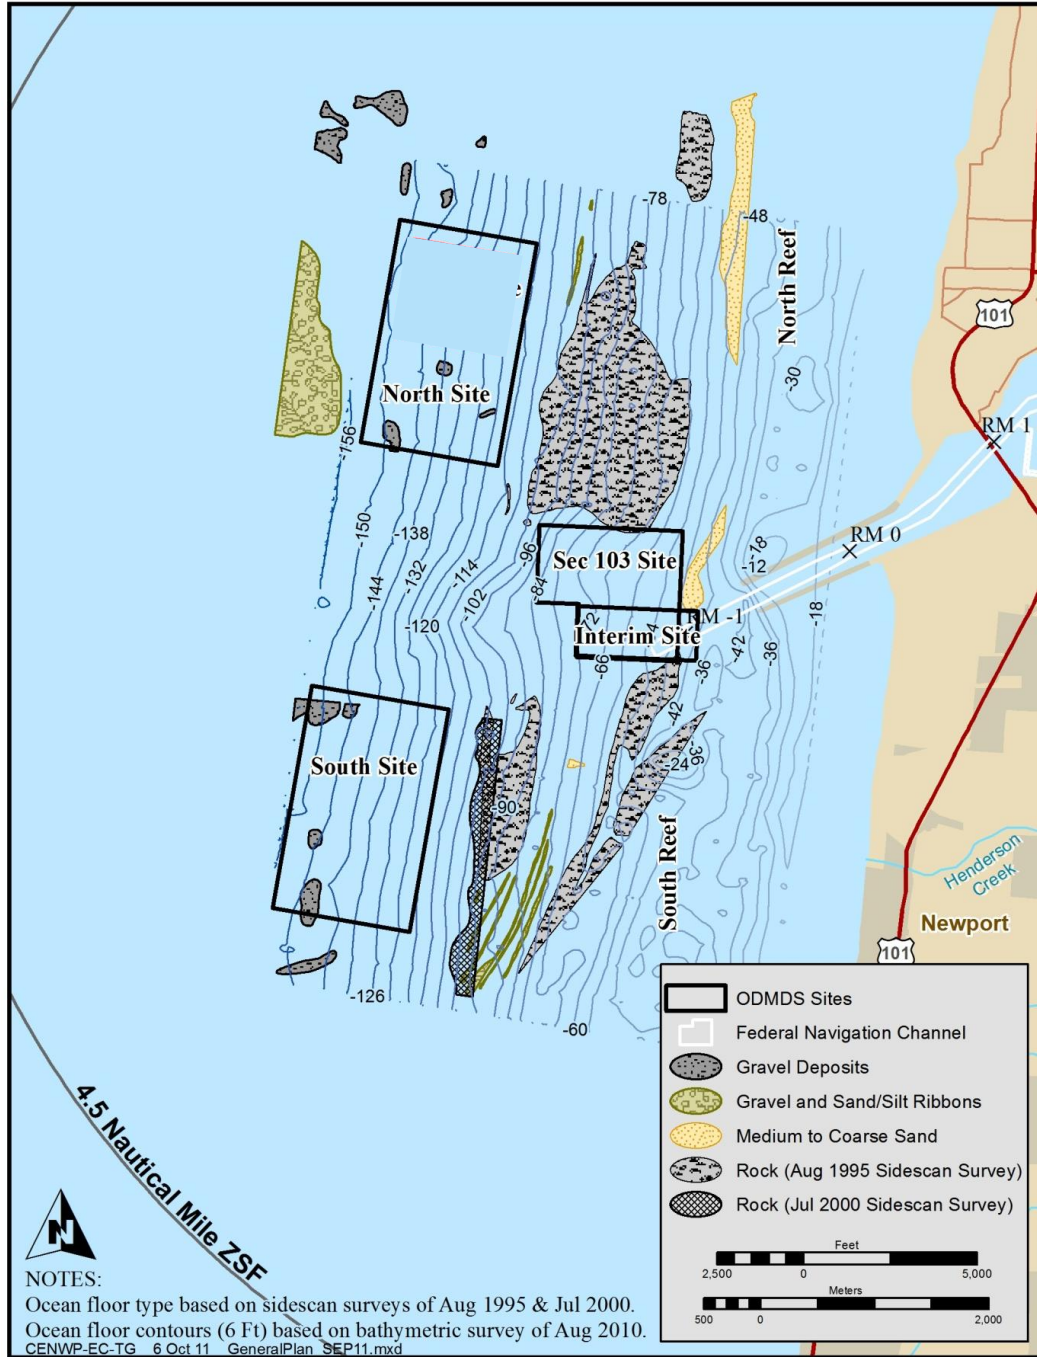 -78
-48
North Reef
101
-30
RM 1
North Site
-156
-150
-138
-144
-132
-114
-102
-120
-96
-84
Sec 103 Site
-18
-12
RM 0
-18
RM -1
Interim Site
-66
-36
-42
-36
-42
-36
-24
South Site
-90
South Reef
Henderson
Creek
Newport
101
-126
-60
4.5 Nautical Mile ZSF
ODMDS Sites
Federal Navigation Channel
Gravel Deposits
Gravel and Sand/Silt Ribbons
Medium to Coarse Sand
Rock (Aug 1995 Sidescan Survey)
Rock (Jul 2000 Sidescan Survey)
Feet
2,500 0 5,000
Meters
500 0 2,000
N
NOTES:
Ocean floor type based on sidescan surveys of Aug 1995 & Jul 2000.
Ocean floor contours (6 Ft) based on bathymetric survey of Aug 2010.
CENWP-EC-TG 6 Oct 11 GeneralPlan_SEP11.mxd